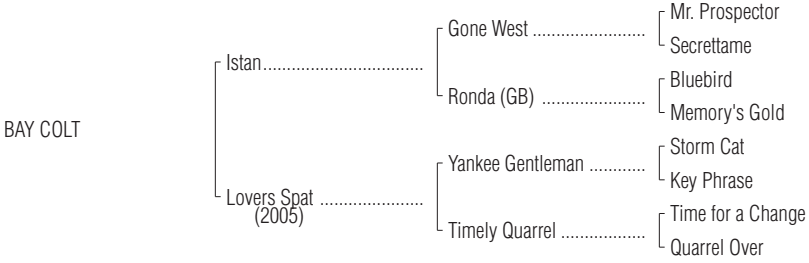 Mr. Prospector
Gone West ........................
Secrettame
Istan..................................
Bluebird
Ronda (GB) ......................
Memory's Gold
BAY COLT
Storm Cat
Yankee Gentleman ............
Key Phrase
Lovers Spat ......................
(2005)
Time for a Change
Timely Quarrel ..................
Quarrel Over